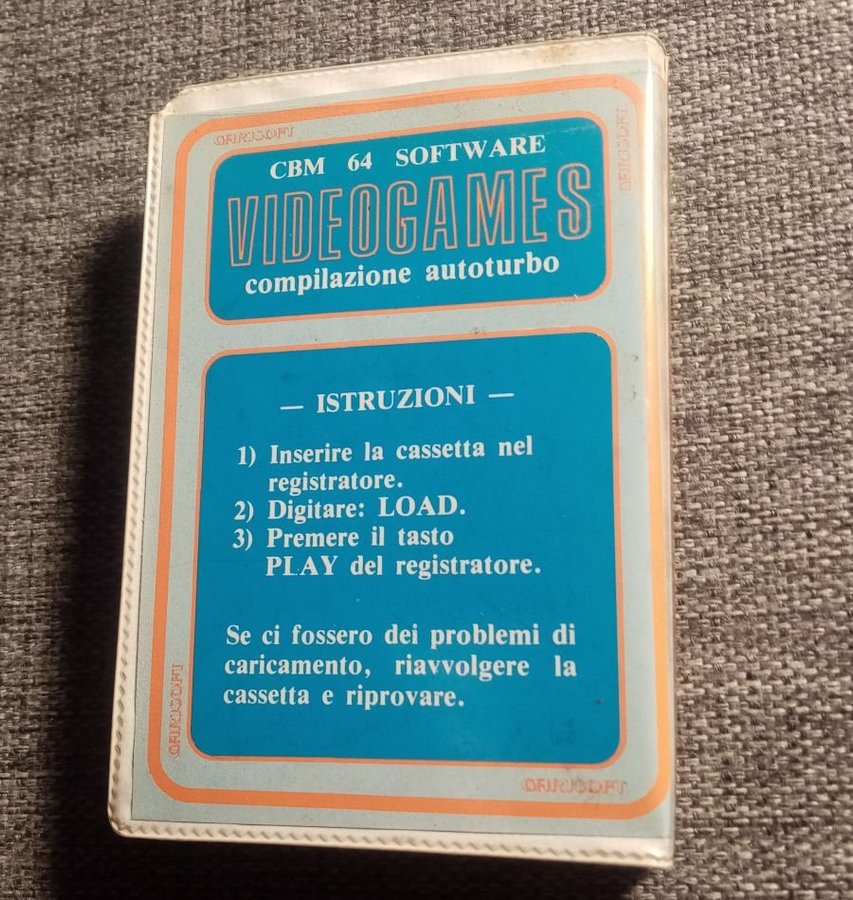 CBM 64 SOFTWARE
VIDEOGAMES
compilazione autoturbo
— ISTRUZIONI —
1) Inserire la cassetta nel
registratore.
2) Digitare: LOAD.
3) Premere il tasto
PLAY del registratore.
Se ci fossero dei problemi di
caricamento, riavvolgere la
cassetta e riprovare.